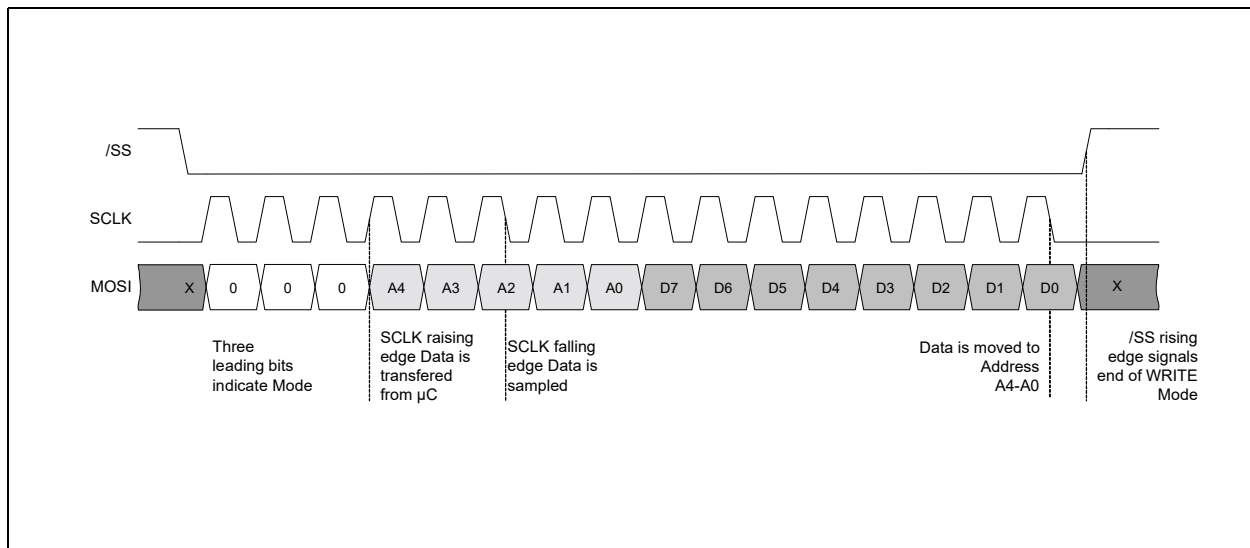 /SS
SCLK
MOSI X 0 0 0 A4 A3 A2 A1 A0 D7 D6 D5 D4 D3 D2 D1 D0 X
Three
leading bits
indicate Mode
SCLK raising
edge Data is
transfered
from µC
SCLK falling
edge Data is
sampled
Data is moved to
Address
A4-A0
/SS rising
edge signals
end of WRITE
Mode